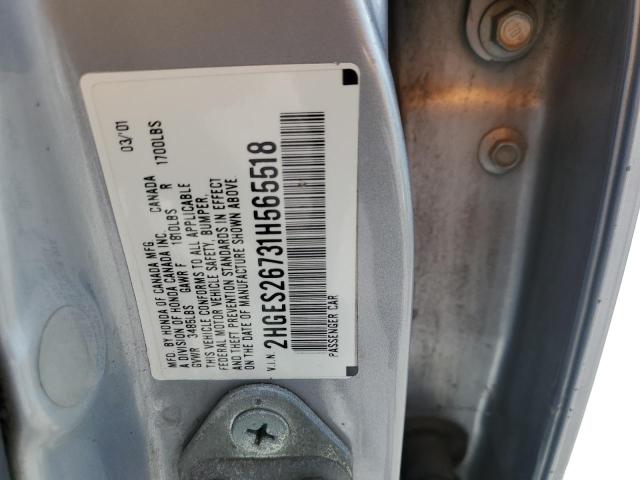 MFD. BY HONDA OF CANADA MFG. 03/01
A DIVISION OF HONDA CANADA INC. CANADA
GVWR 3485LBS GAWR F 1810LBS R 1700LBS
THIS VEHICLE CONFORMS TO ALL APPLICABLE
FEDERAL MOTOR VEHICLE SAFETY, BUMPER,
AND THEFT PREVENTION STANDARDS IN EFFECT
ON THE DATE OF MANUFACTURE SHOWN ABOVE.
V.I.N. 2HGES26731H565518
PASSENGER CAR